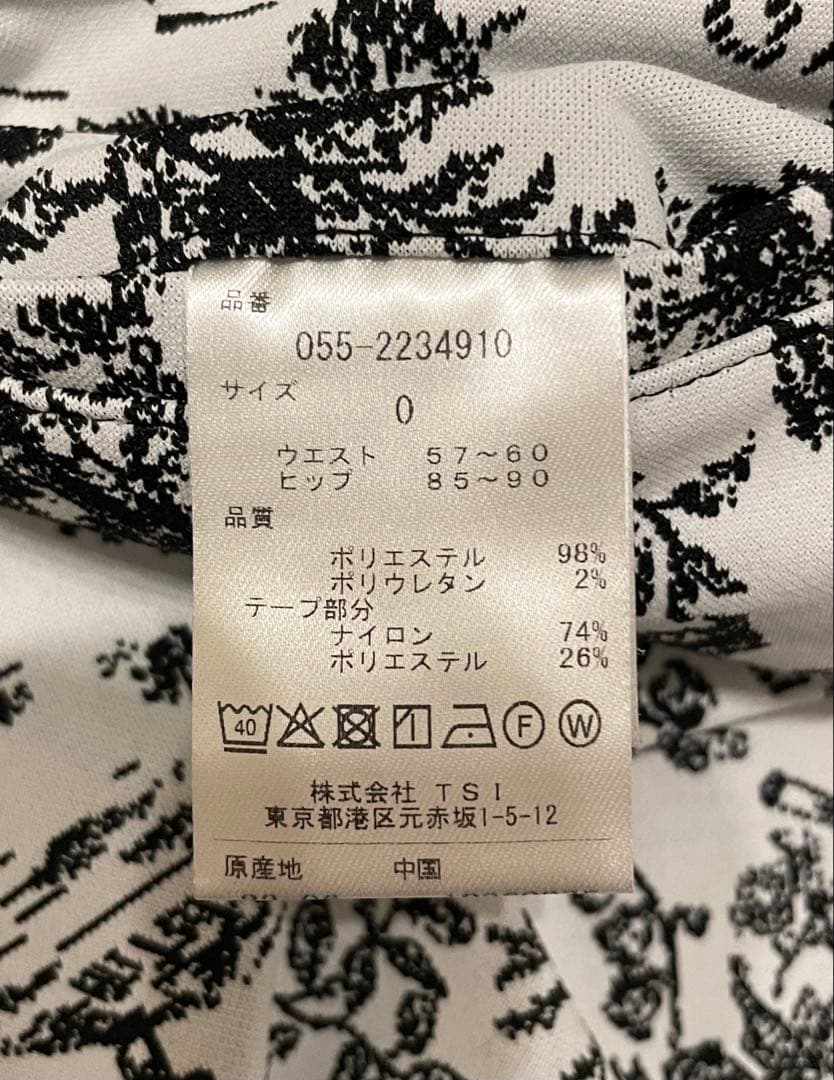 品番
055-2234910
サイズ
0
ウエスト 57〜60
ヒップ 85〜90
品質
ポリエステル 98%
ポリウレタン 2%
テープ部分
ナイロン 74%
ポリエステル 26%
40 F W
株式会社 TSI
東京都港区元赤坂1-5-12
原産地 中国